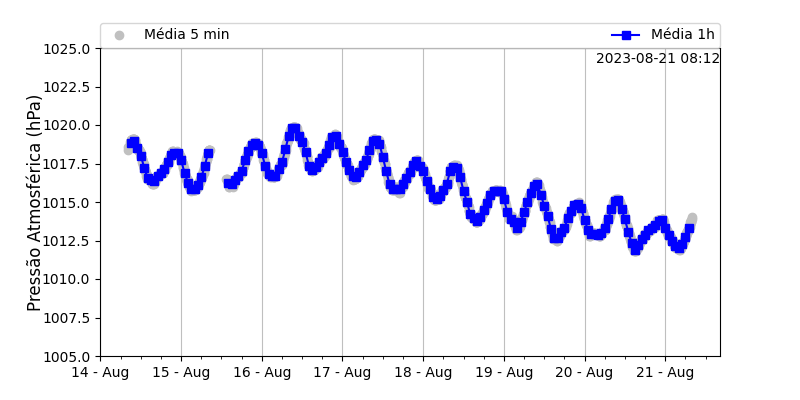 Média 5 min
Média 1h
2023-08-21 08:12
Pressão Atmosférica (hPa)
1025.0
1022.5
1020.0
1017.5
1015.0
1012.5
1010.0
1007.5
1005.0
14 - Aug
15 - Aug
16 - Aug
17 - Aug
18 - Aug
19 - Aug
20 - Aug
21 - Aug